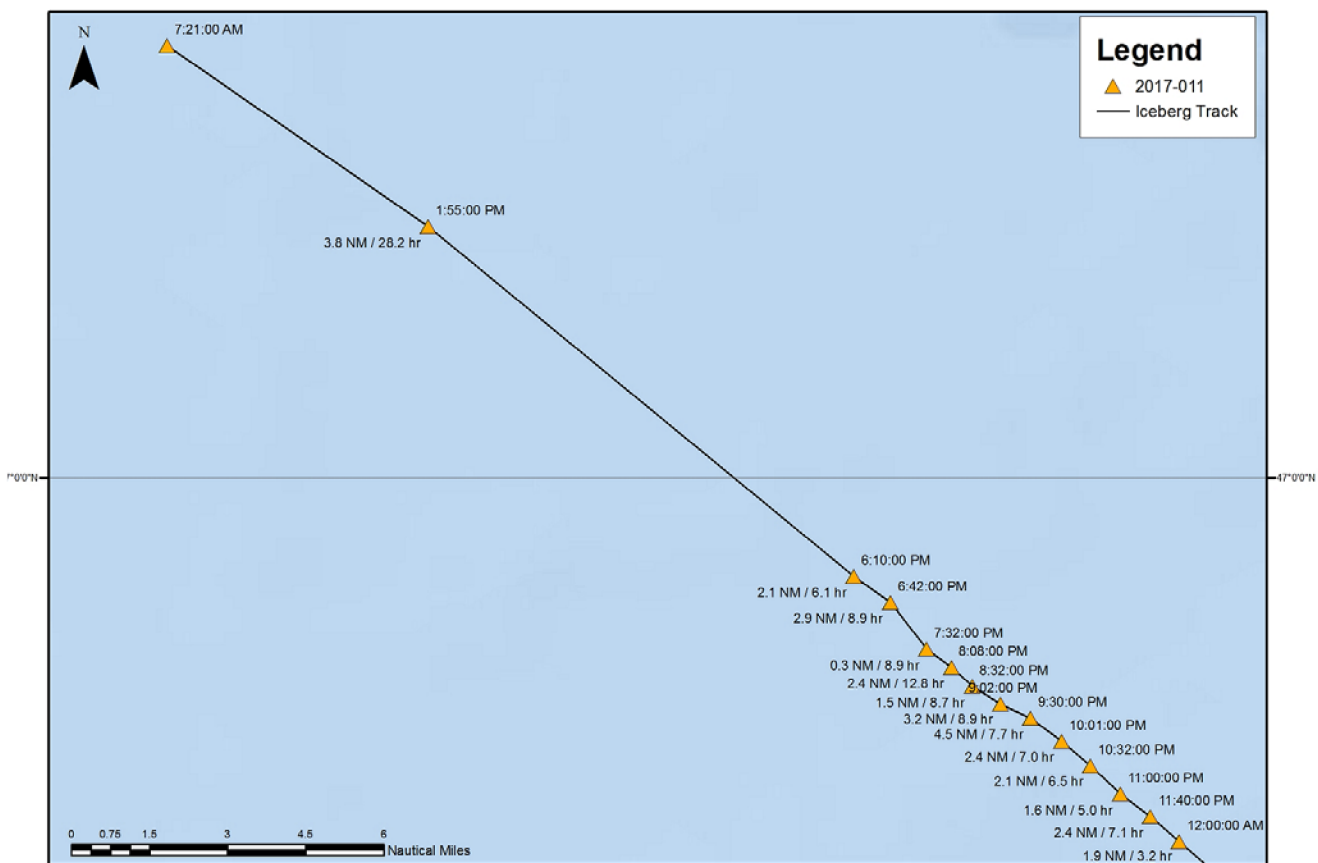 N
7:21:00 AM
Legend
2017-011
Iceberg Track
1:55:00 PM
3.8 NM / 28.2 hr
7°0'0"N
47°0'0"N
6:10:00 PM
2.1 NM / 6.1 hr
6:42:00 PM
2.9 NM / 8.9 hr
7:32:00 PM
0.3 NM / 8.9 hr
8:08:00 PM
2.4 NM / 12.8 hr
8:32:00 PM
1.5 NM / 8.7 hr
9:02:00 PM
3.2 NM / 8.9 hr
9:30:00 PM
4.5 NM / 7.7 hr
10:01:00 PM
2.4 NM / 7.0 hr
10:32:00 PM
2.1 NM / 6.5 hr
11:00:00 PM
1.6 NM / 5.0 hr
11:40:00 PM
2.4 NM / 7.1 hr
12:00:00 AM
1.9 NM / 3.2 hr
0 0.75 1.5 3 4.5 6
Nautical Miles